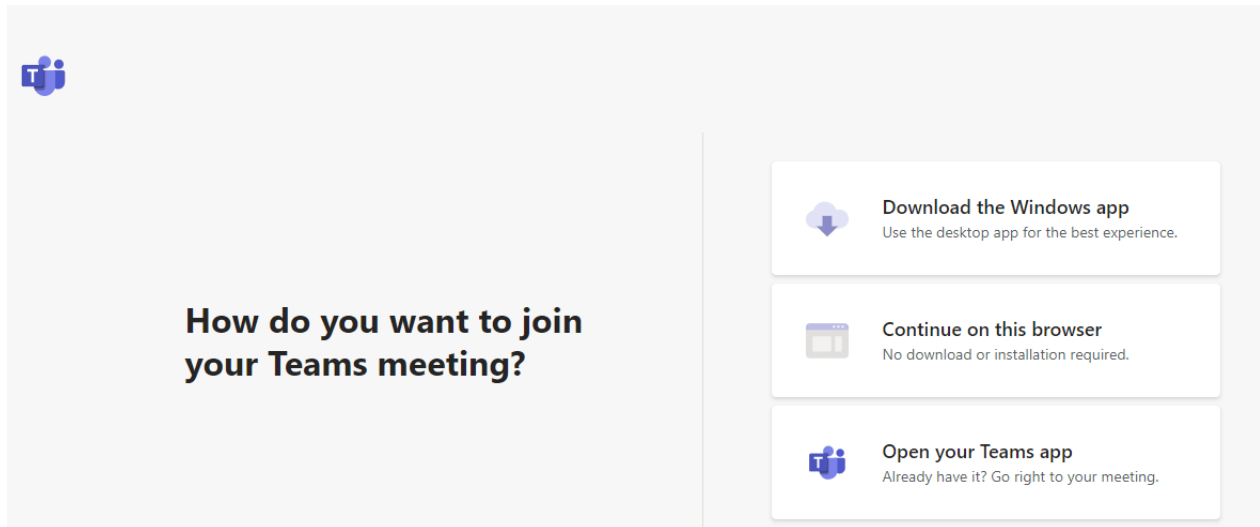 T
How do you want to join
your Teams meeting?
Download the Windows app
Use the desktop app for the best experience.
Continue on this browser
No download or installation required.
T
Open your Teams app
Already have it? Go right to your meeting.